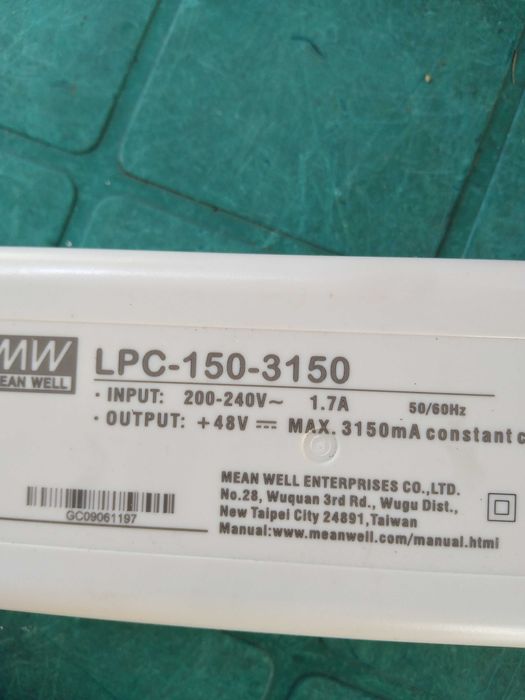 MW
MEAN WELL
LPC-150-3150
· INPUT: 200-240V~ 1.7A 50/60Hz
· OUTPUT: +48V⎓ MAX. 3150mA constant c
MEAN WELL ENTERPRISES CO.,LTD.
No.28, Wuquan 3rd Rd., Wugu Dist.,
New Taipei City 24891,Taiwan
Manual:www.meanwell.com/manual.html
GC09061197